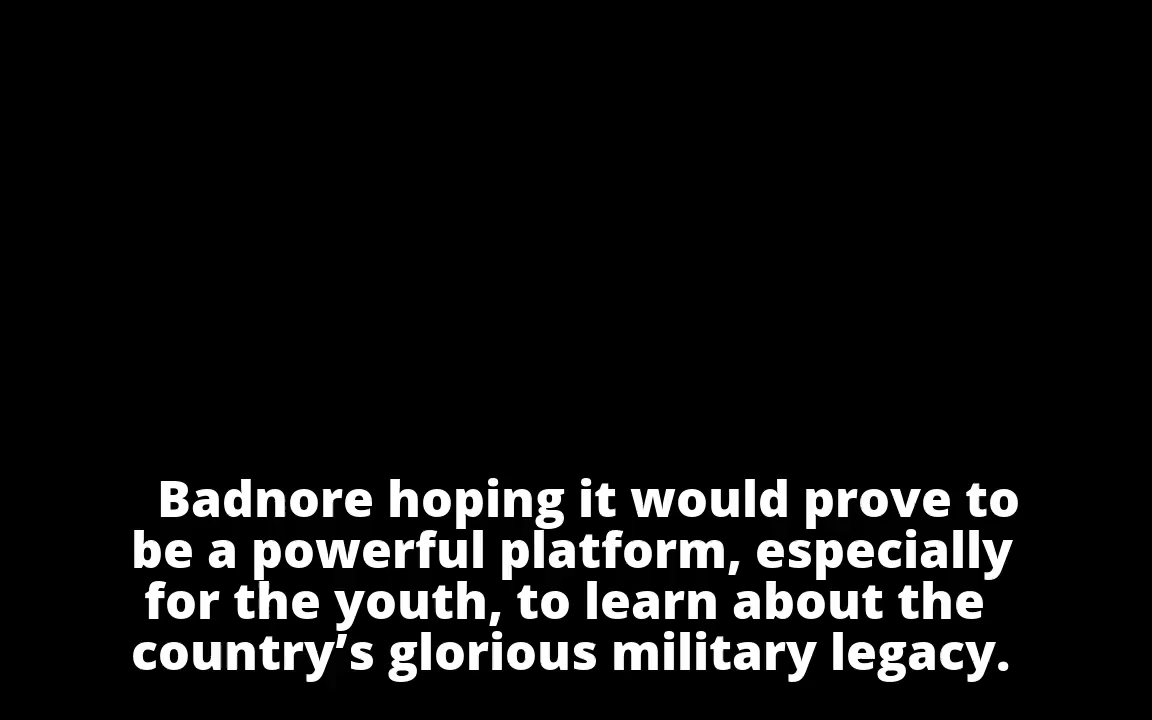 Badnore hoping it would prove to
be a powerful platform, especially
for the youth, to learn about the
country’s glorious military legacy.